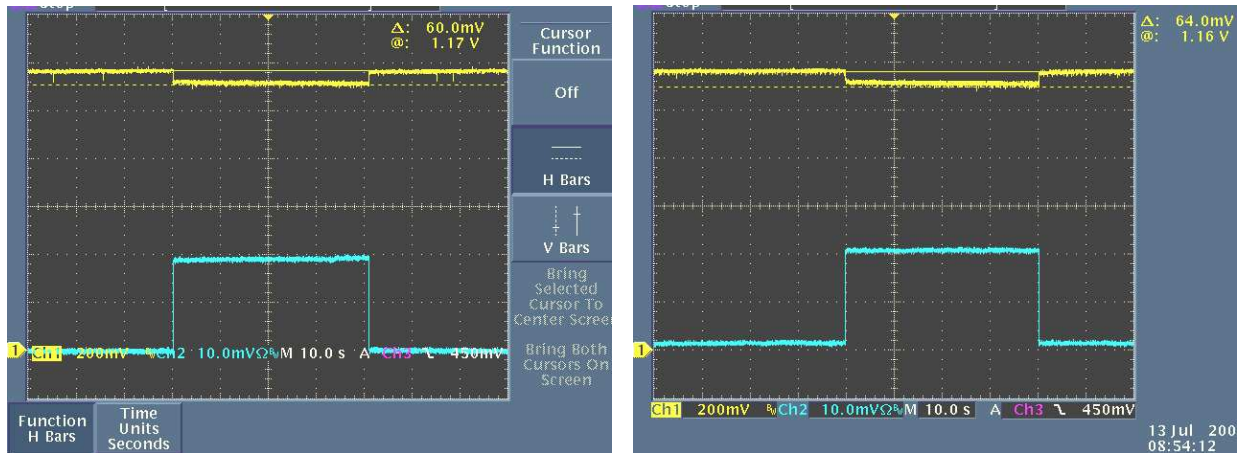 Δ: 60.0mV
@: 1.17 V
Cursor
Function
Off
H Bars
V Bars
Bring
Selected
Cursor To
Center Screen
Bring Both
Cursors On
Screen
1
Ch1 200mV Ch2 10.0mVΩ M 10.0 s A Ch3 450mV
Function
H Bars
Time
Units
Seconds
Δ: 64.0mV
@: 1.16 V
1
Ch1 200mV Ch2 10.0mVΩ M 10.0 s A Ch3 450mV
13 Jul 200
08:54:12